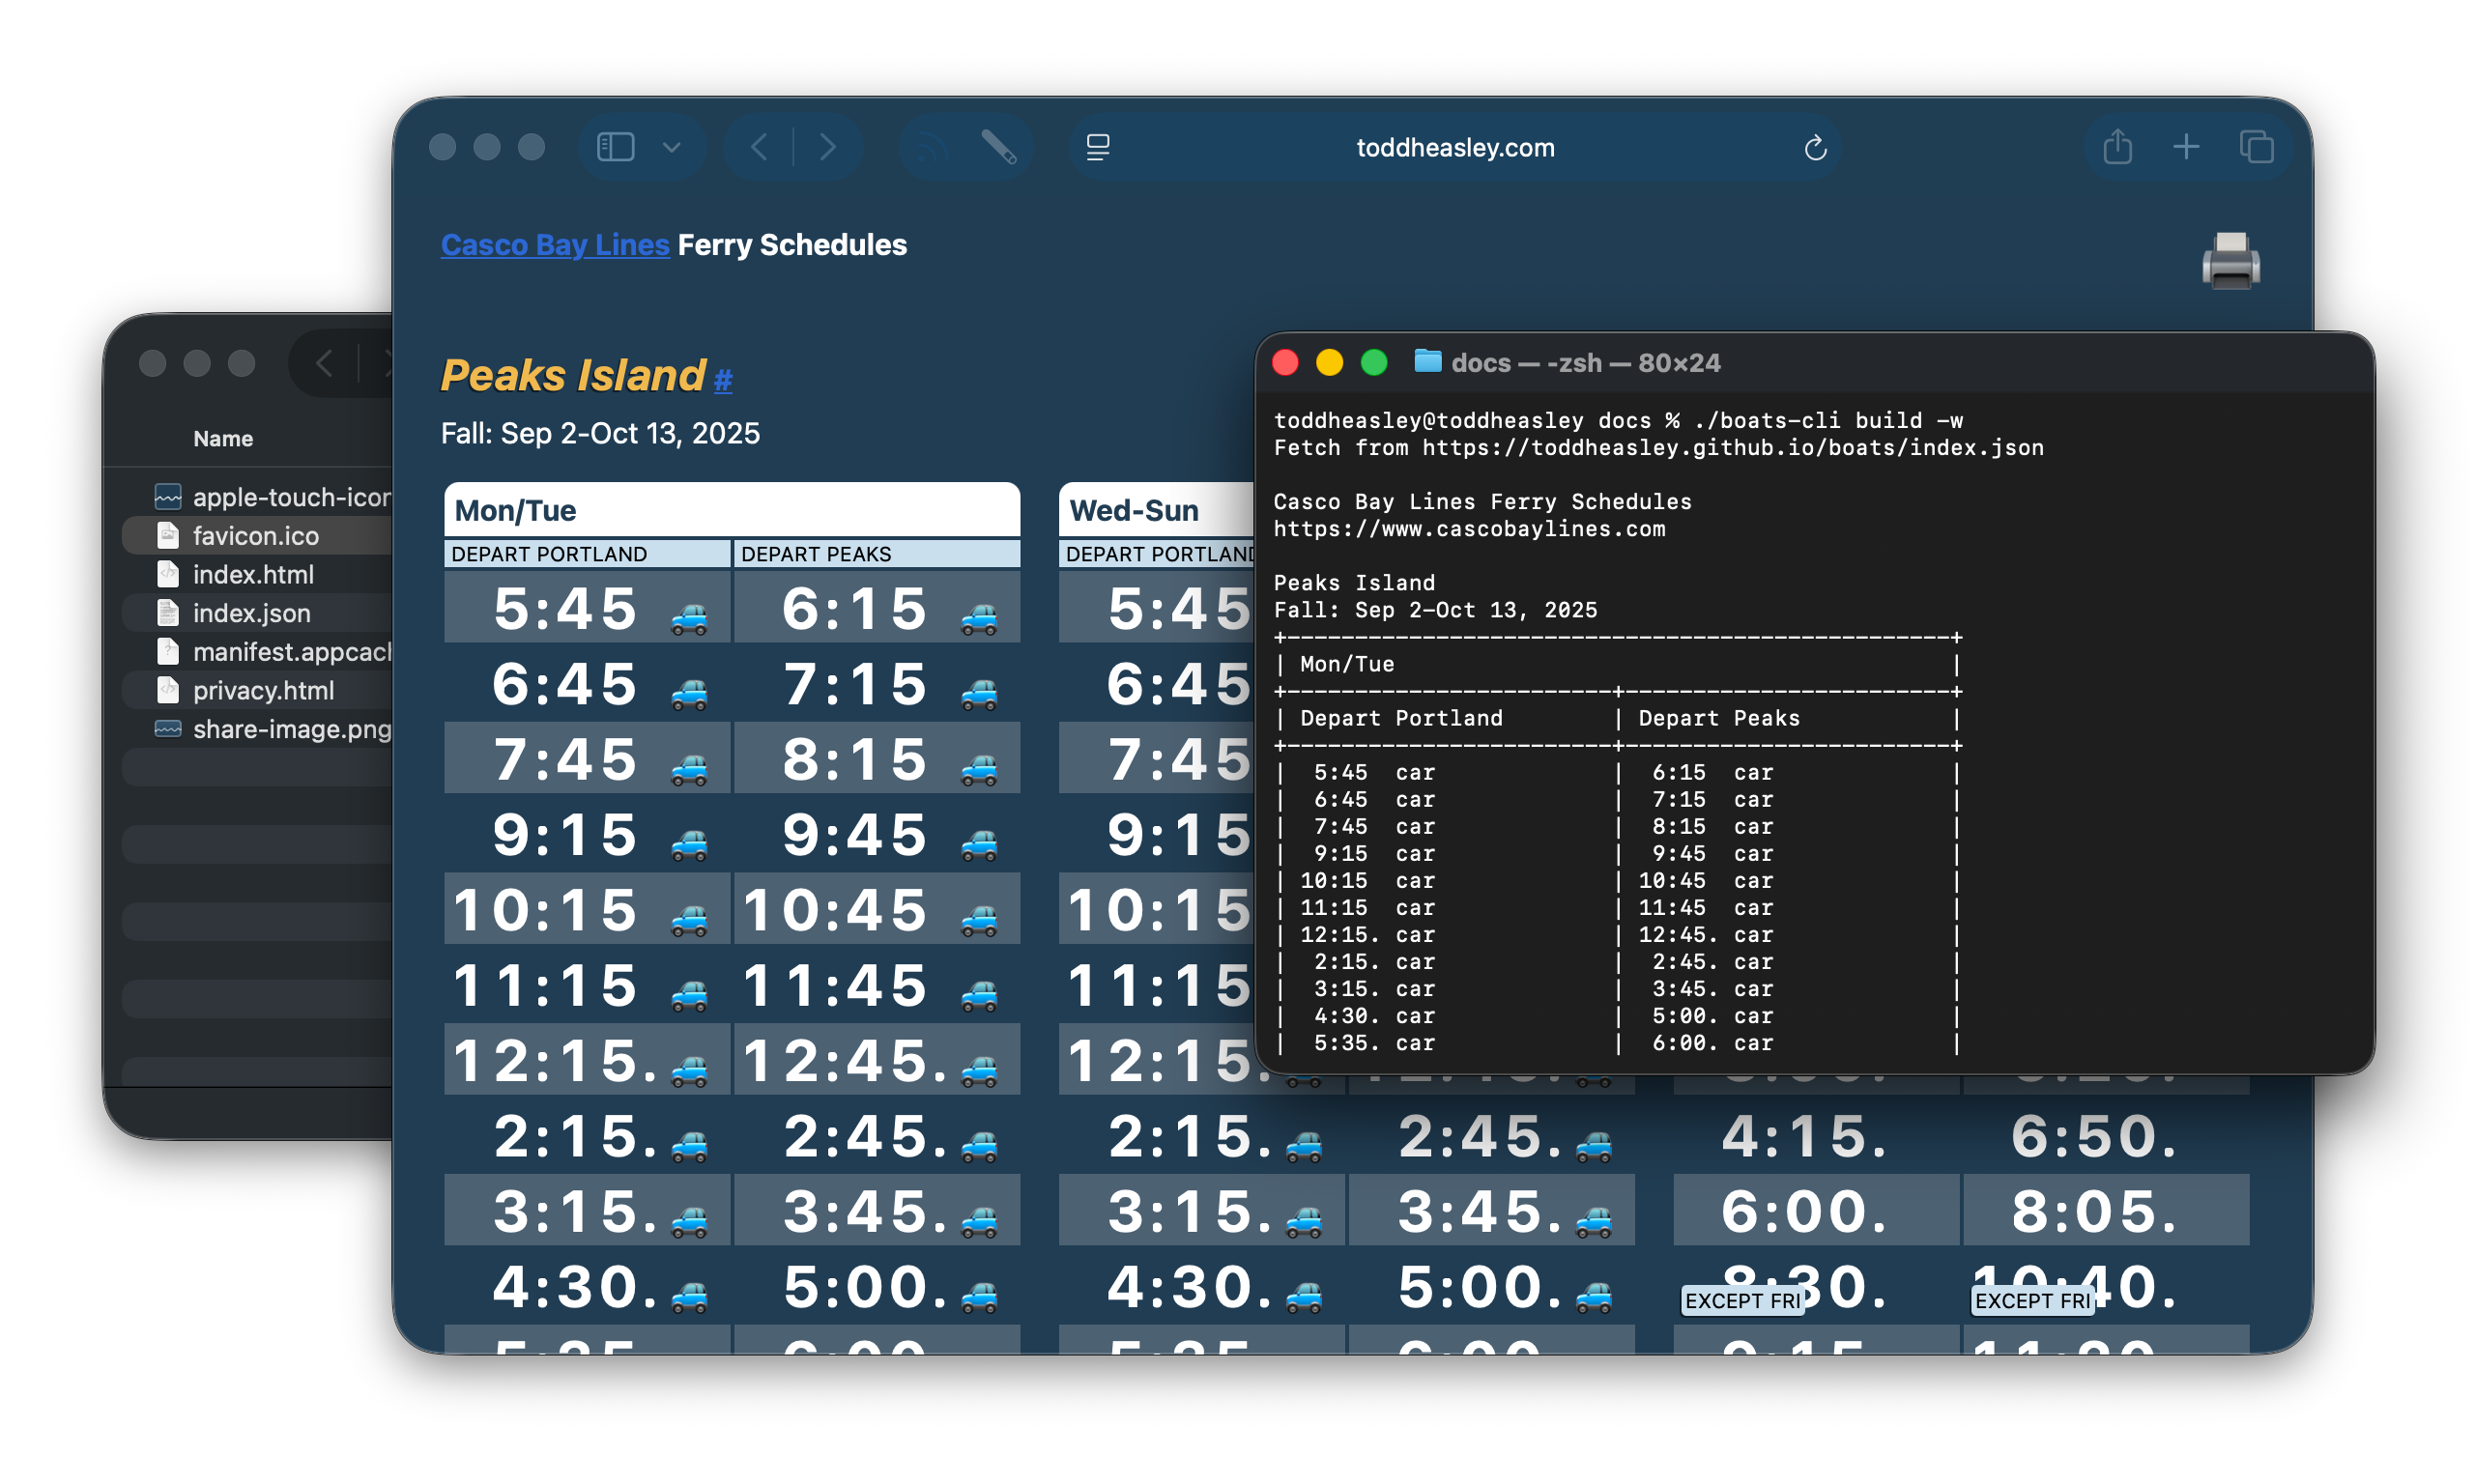 toddheasley.com
Casco Bay Lines Ferry Schedules
Peaks Island #
Fall: Sep 2-Oct 13, 2025
Mon/Tue
DEPART PORTLAND DEPART PEAKS
5:45 6:15
6:45 7:15
7:45 8:15
9:15 9:45
10:15 10:45
11:15 11:45
12:15. 12:45.
2:15. 2:45.
3:15. 3:45.
4:30. 5:00.
Wed-Sun
DEPART PORTLAND
5:45
6:45
7:45
9:15
10:15
11:15
12:15.
2:15. 2:45.
3:15. 3:45.
4:30. 5:00.
4:15. 6:50.
6:00. 8:05.
8:30. 10:40.
EXCEPT FRI EXCEPT FRI
Name
apple-touch-icon
favicon.ico
index.html
index.json
manifest.appcach
privacy.html
share-image.png
docs — -zsh — 80×24
toddheasley@toddheasley docs % ./boats-cli build -w
Fetch from https://toddheasley.github.io/boats/index.json
Casco Bay Lines Ferry Schedules
https://www.cascobaylines.com
Peaks Island
Fall: Sep 2-Oct 13, 2025
+-------------------------------------------------+
| Mon/Tue |
+------------------------+------------------------+
| Depart Portland | Depart Peaks |
+------------------------+------------------------+
| 5:45 car | 6:15 car |
| 6:45 car | 7:15 car |
| 7:45 car | 8:15 car |
| 9:15 car | 9:45 car |
| 10:15 car | 10:45 car |
| 11:15 car | 11:45 car |
| 12:15. car | 12:45. car |
| 2:15. car | 2:45. car |
| 3:15. car | 3:45. car |
| 4:30. car | 5:00. car |
| 5:35. car | 6:00. car |